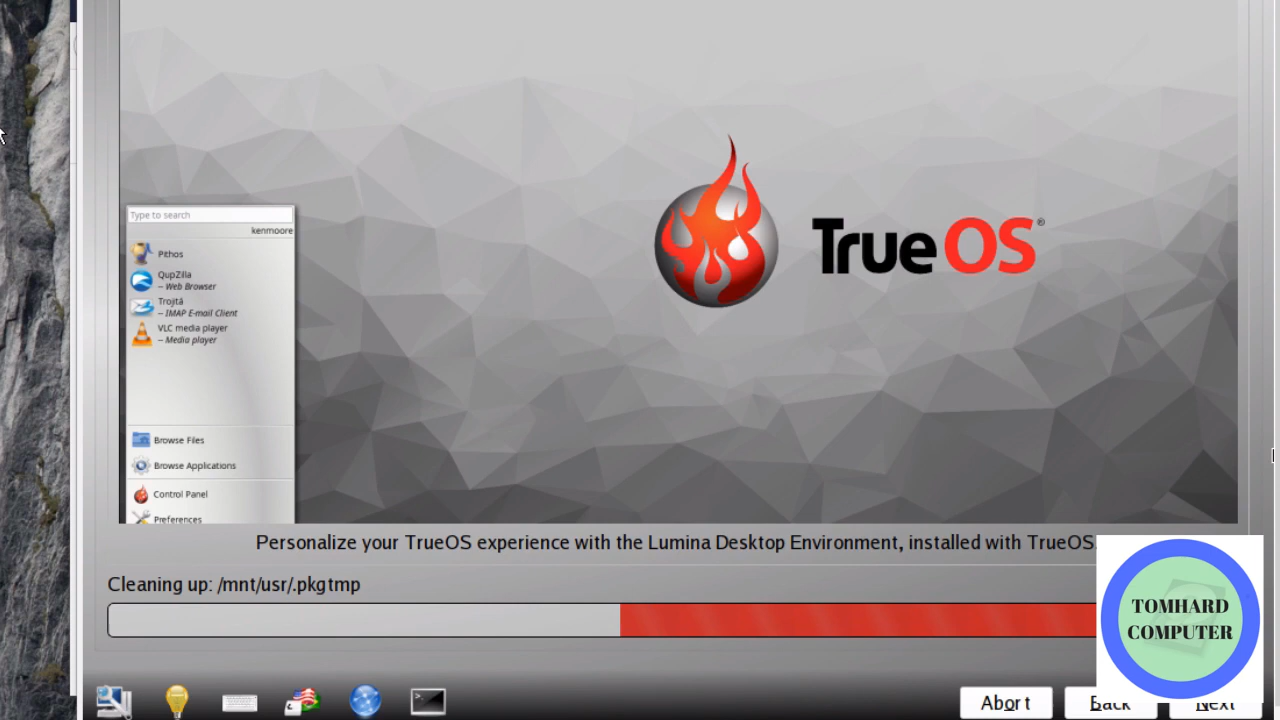 Type to search
kenmoore
Pithos
QupZilla
– Web Browser
Trojitá
– IMAP E-mail Client
VLC media player
– Media player
Browse Files
Browse Applications
Control Panel
Preferences
TrueOS®
Personalize your TrueOS experience with the Lumina Desktop Environment, installed with TrueOS.
Cleaning up: /mnt/usr/.pkgtmp
TOMHARD
COMPUTER
Abort
Back
Next